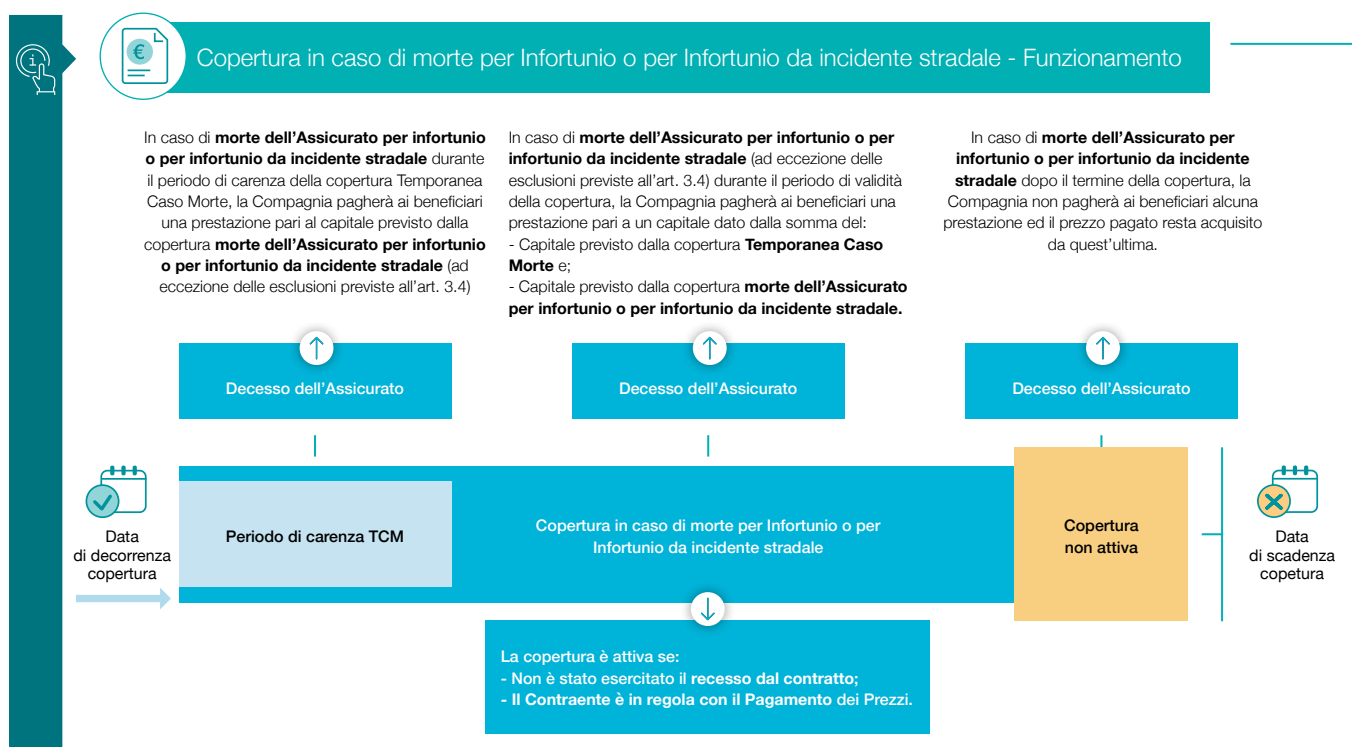 Copertura in caso di morte per Infortunio o per Infortunio da incidente stradale - Funzionamento
In caso di morte dell'Assicurato per infortunio
o per infortunio da incidente stradale durante
il periodo di carenza della copertura Temporanea
Caso Morte, la Compagnia pagherà ai beneficiari
una prestazione pari al capitale previsto dalla
copertura morte dell'Assicurato per infortunio
o per infortunio da incidente stradale (ad
eccezione delle esclusioni previste all'art. 3.4)
In caso di morte dell'Assicurato per infortunio o per
infortunio da incidente stradale (ad eccezione delle
esclusioni previste all'art. 3.4) durante il periodo di validità
della copertura, la Compagnia pagherà ai beneficiari una
prestazione pari a un capitale dato dalla somma del:
- Capitale previsto dalla copertura Temporanea Caso
Morte e;
- Capitale previsto dalla copertura morte dell'Assicurato
per infortunio o per infortunio da incidente stradale.
In caso di morte dell'Assicurato per
infortunio o per infortunio da incidente
stradale dopo il termine della copertura, la
Compagnia non pagherà ai beneficiari alcuna
prestazione ed il prezzo pagato resta acquisito
da quest'ultima.
Decesso dell'Assicurato
Decesso dell'Assicurato
Decesso dell'Assicurato
Data
di decorrenza
copertura
Periodo di carenza TCM
Copertura in caso di morte per Infortunio o per
Infortunio da incidente stradale
Copertura
non attiva
Data
di scadenza
copetura
La copertura è attiva se:
- Non è stato esercitato il recesso dal contratto;
- Il Contraente è in regola con il Pagamento dei Prezzi.